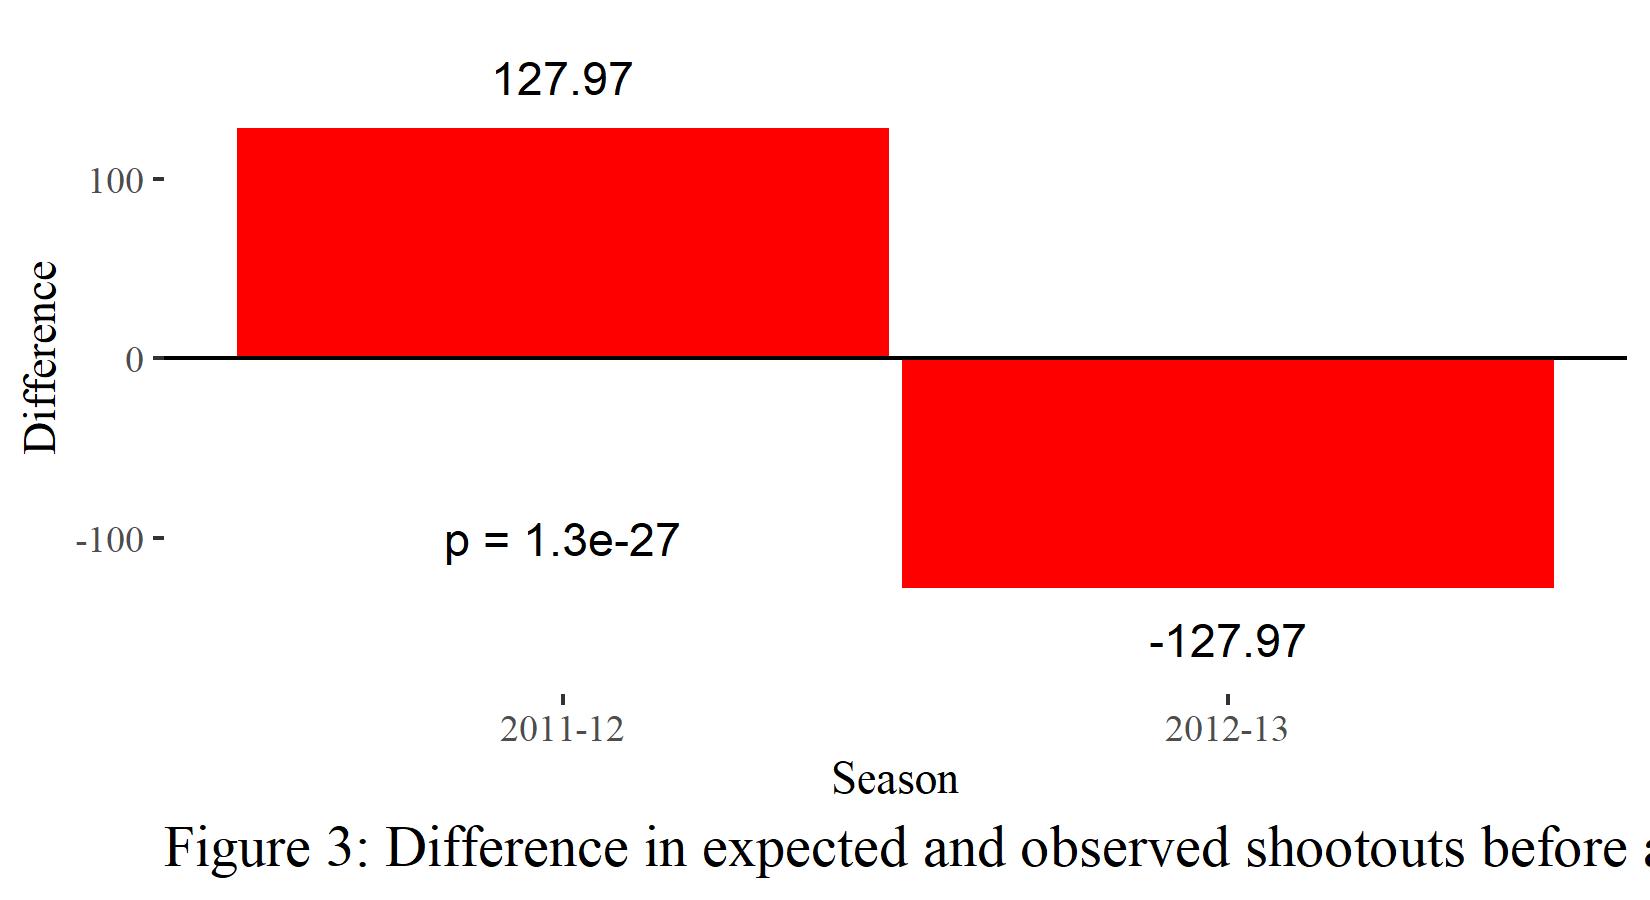 127.97
100
0
-100
Difference
p = 1.3e-27
-127.97
2011-12
2012-13
Season
Figure 3: Difference in expected and observed shootouts before